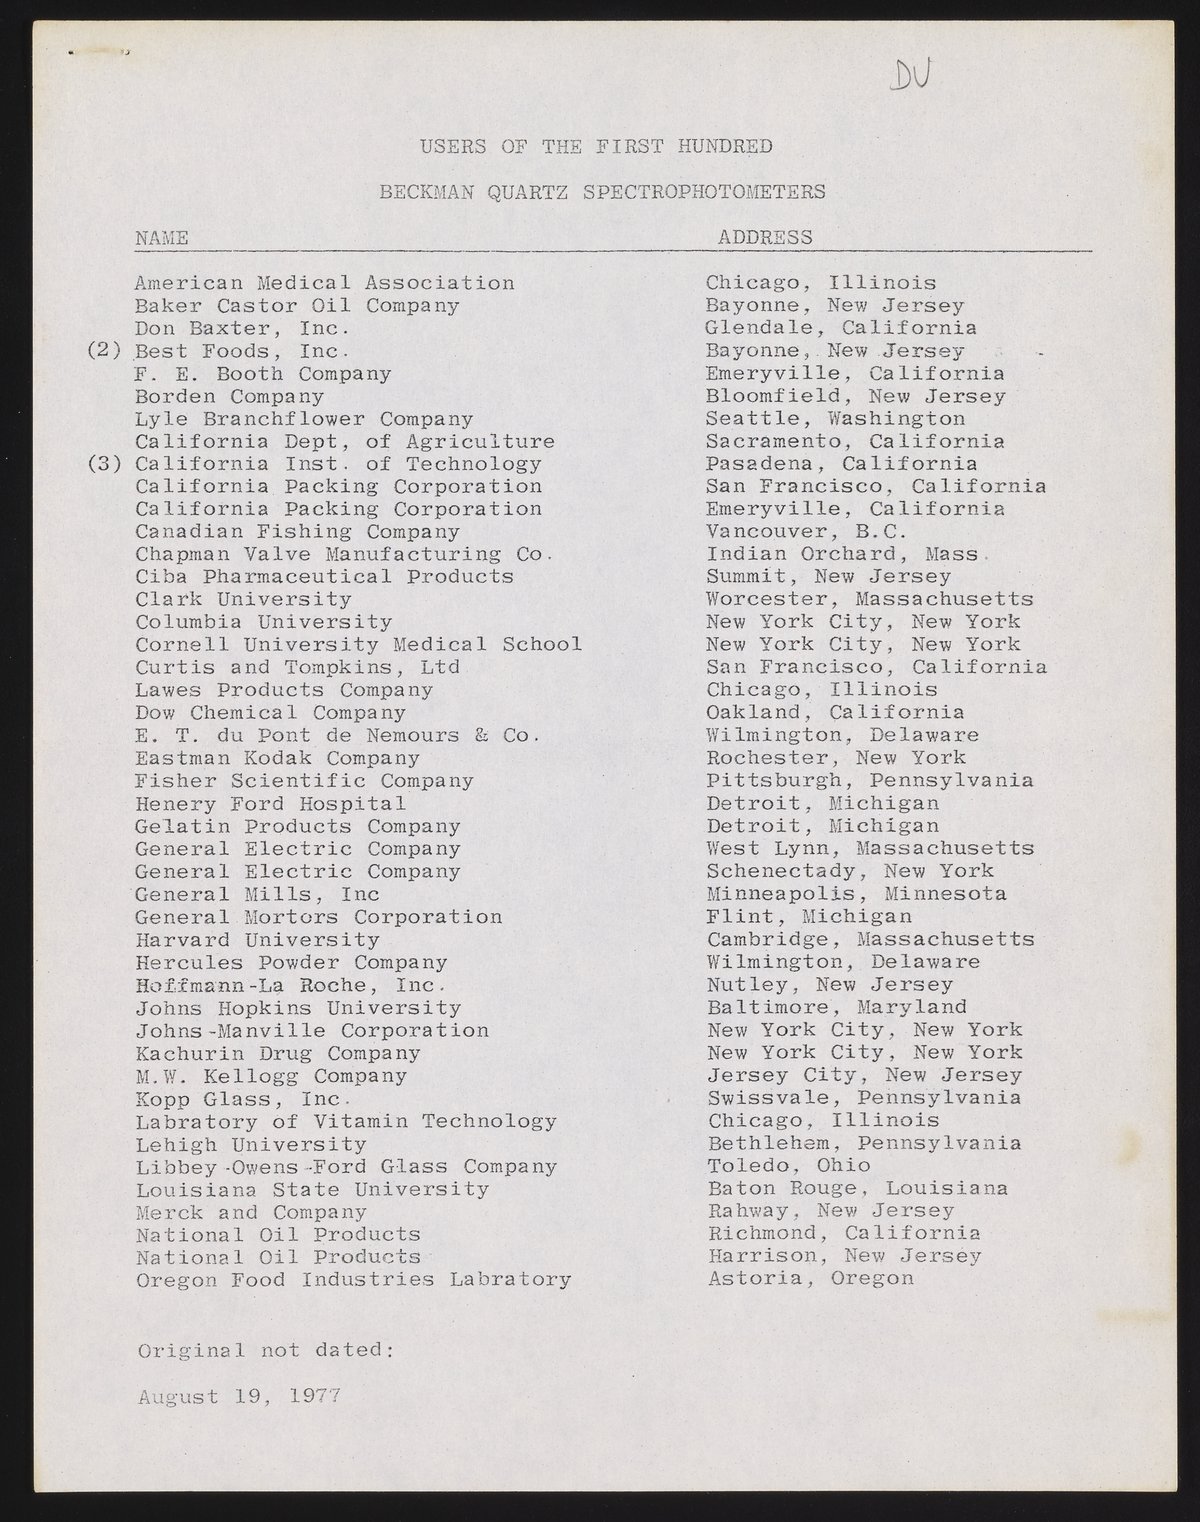 DU
USERS OF THE FIRST HUNDRED
BECKMAN QUARTZ SPECTROPHOTOMETERS
NAME ADDRESS
American Medical Association Chicago, Illinois
Baker Castor Oil Company Bayonne, New Jersey
Don Baxter, Inc. Glendale, California
(2) Best Foods, Inc. Bayonne, New Jersey
F. E. Booth Company Emeryville, California
Borden Company Bloomfield, New Jersey
Lyle Branchflower Company Seattle, Washington
California Dept, of Agriculture Sacramento, California
(3) California Inst. of Technology Pasadena, California
California Packing Corporation San Francisco, California
California Packing Corporation Emeryville, California
Canadian Fishing Company Vancouver, B.C.
Chapman Valve Manufacturing Co. Indian Orchard, Mass.
Ciba Pharmaceutical Products Summit, New Jersey
Clark University Worcester, Massachusetts
Columbia University New York City, New York
Cornell University Medical School New York City, New York
Curtis and Tompkins, Ltd San Francisco, California
Lawes Products Company Chicago, Illinois
Dow Chemical Company Oakland, California
E. T. du Pont de Nemours & Co. Wilmington, Delaware
Eastman Kodak Company Rochester, New York
Fisher Scientific Company Pittsburgh, Pennsylvania
Henery Ford Hospital Detroit, Michigan
Gelatin Products Company Detroit, Michigan
General Electric Company West Lynn, Massachusetts
General Electric Company Schenectady, New York
General Mills, Inc Minneapolis, Minnesota
General Mortors Corporation Flint, Michigan
Harvard University Cambridge, Massachusetts
Hercules Powder Company Wilmington, Delaware
Hoffmann-La Roche, Inc. Nutley, New Jersey
Johns Hopkins University Baltimore, Maryland
Johns-Manville Corporation New York City, New York
Kachurin Drug Company New York City, New York
M.W. Kellogg Company Jersey City, New Jersey
Kopp Glass, Inc. Swissvale, Pennsylvania
Labratory of Vitamin Technology Chicago, Illinois
Lehigh University Bethlehem, Pennsylvania
Libbey-Owens-Ford Glass Company Toledo, Ohio
Louisiana State University Baton Rouge, Louisiana
Merck and Company Rahway, New Jersey
National Oil Products Richmond, California
National Oil Products Harrison, New Jersey
Oregon Food Industries Labratory Astoria, Oregon
Original not dated:
August 19, 1977